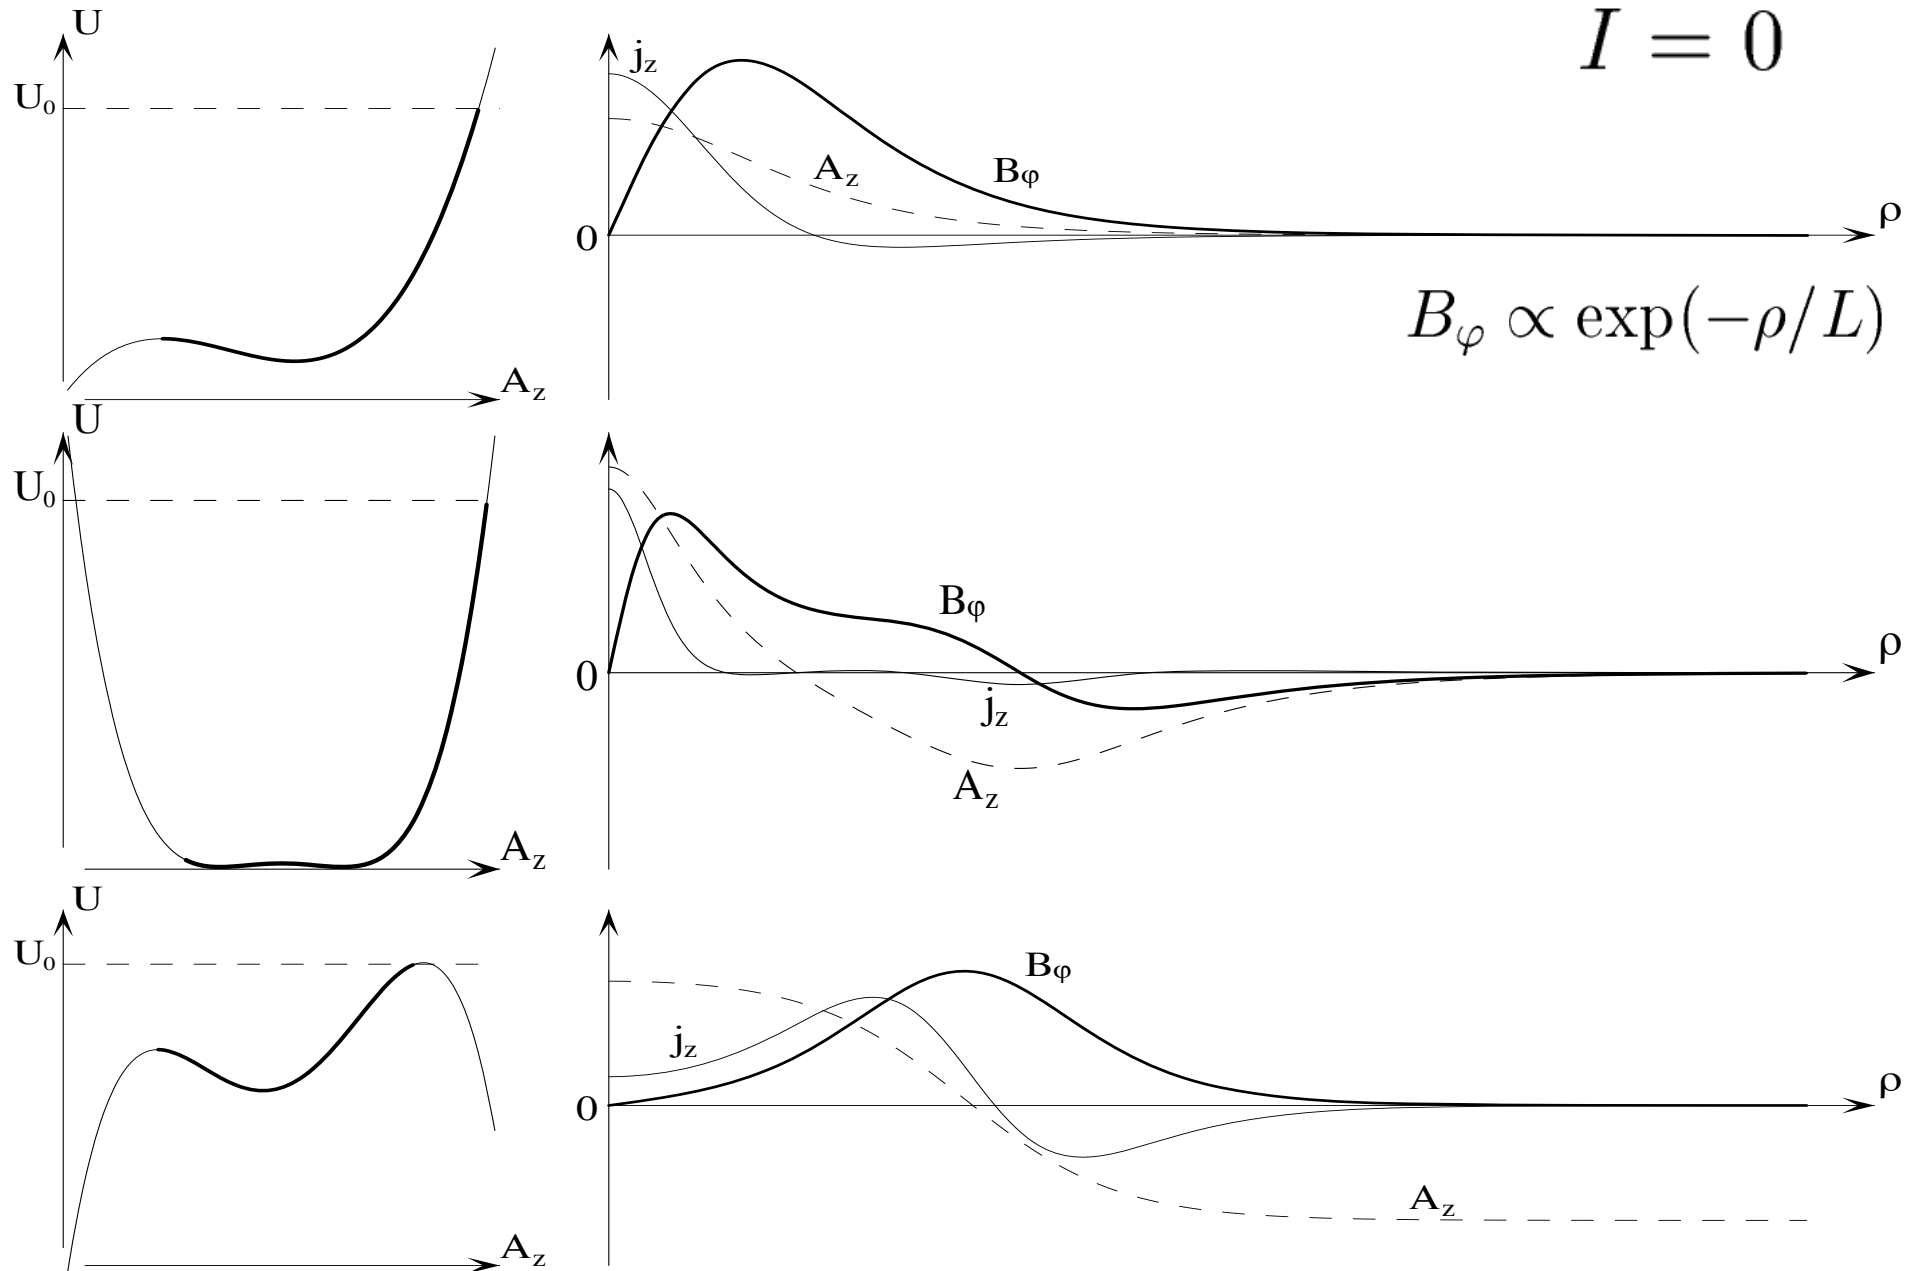 U
U₀
A_z
j_z
A_z
B_φ
0
ρ
I = 0
B_φ ∝ exp(−ρ/L)
U
U₀
A_z
B_φ
0
j_z
A_z
ρ
U
U₀
A_z
B_φ
j_z
0
A_z
ρ